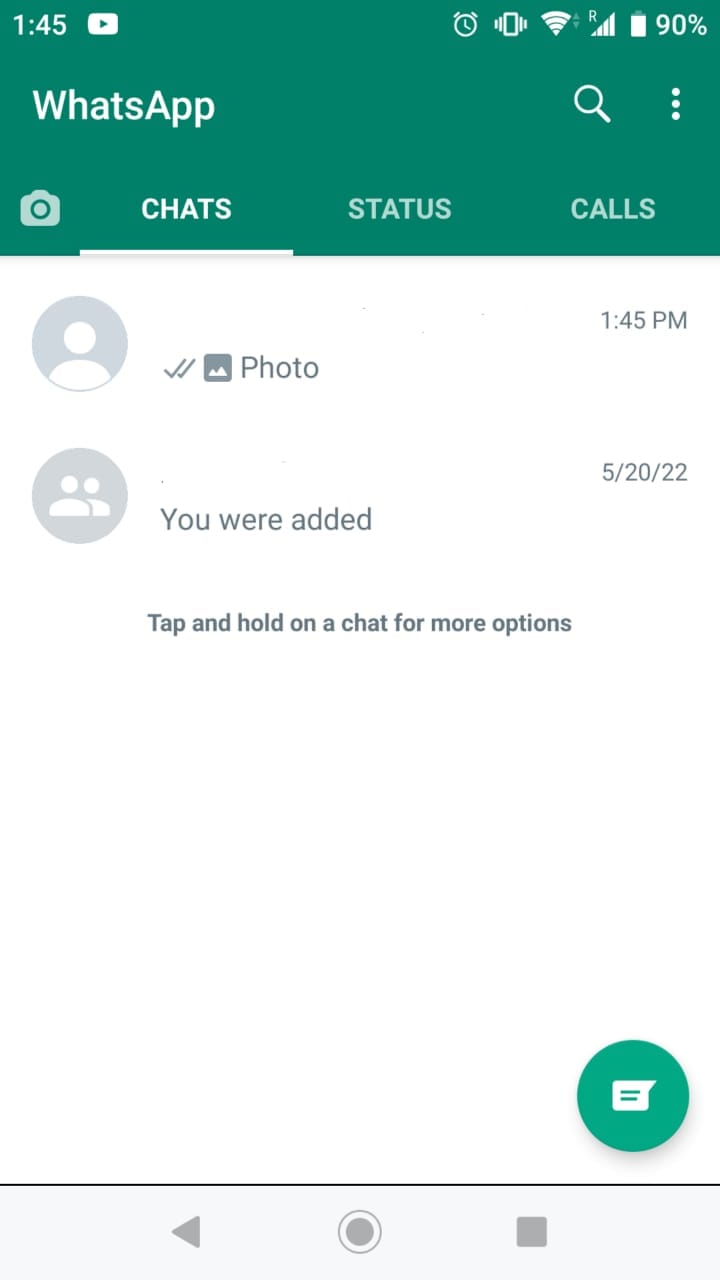 1:45 R 90%
WhatsApp
CHATS STATUS CALLS
1:45 PM
Photo
5/20/22
You were added
Tap and hold on a chat for more options